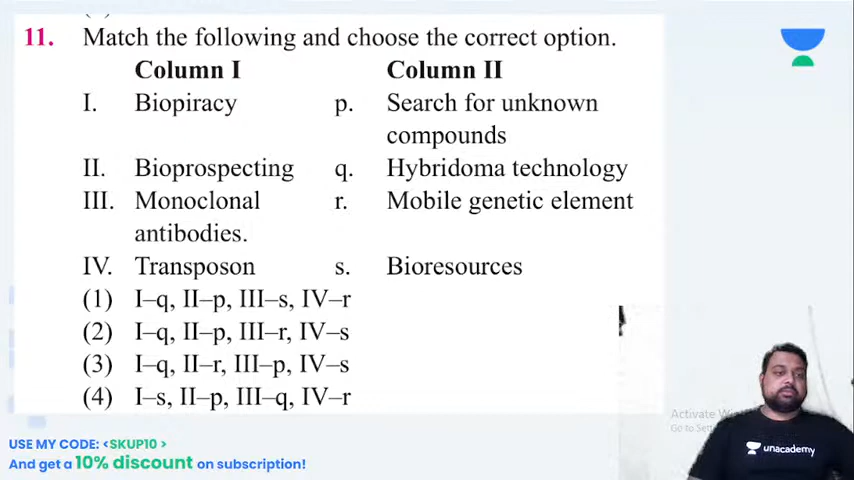 11. Match the following and choose the correct option.
Column I Column II
I. Biopiracy p. Search for unknown
compounds
II. Bioprospecting q. Hybridoma technology
III. Monoclonal r. Mobile genetic element
antibodies.
IV. Transposon s. Bioresources
(1) I–q, II–p, III–s, IV–r
(2) I–q, II–p, III–r, IV–s
(3) I–q, II–r, III–p, IV–s
(4) I–s, II–p, III–q, IV–r
Activate
Go to
unacademy
USE MY CODE: <SKUP10 >
And get a 10% discount on subscription!